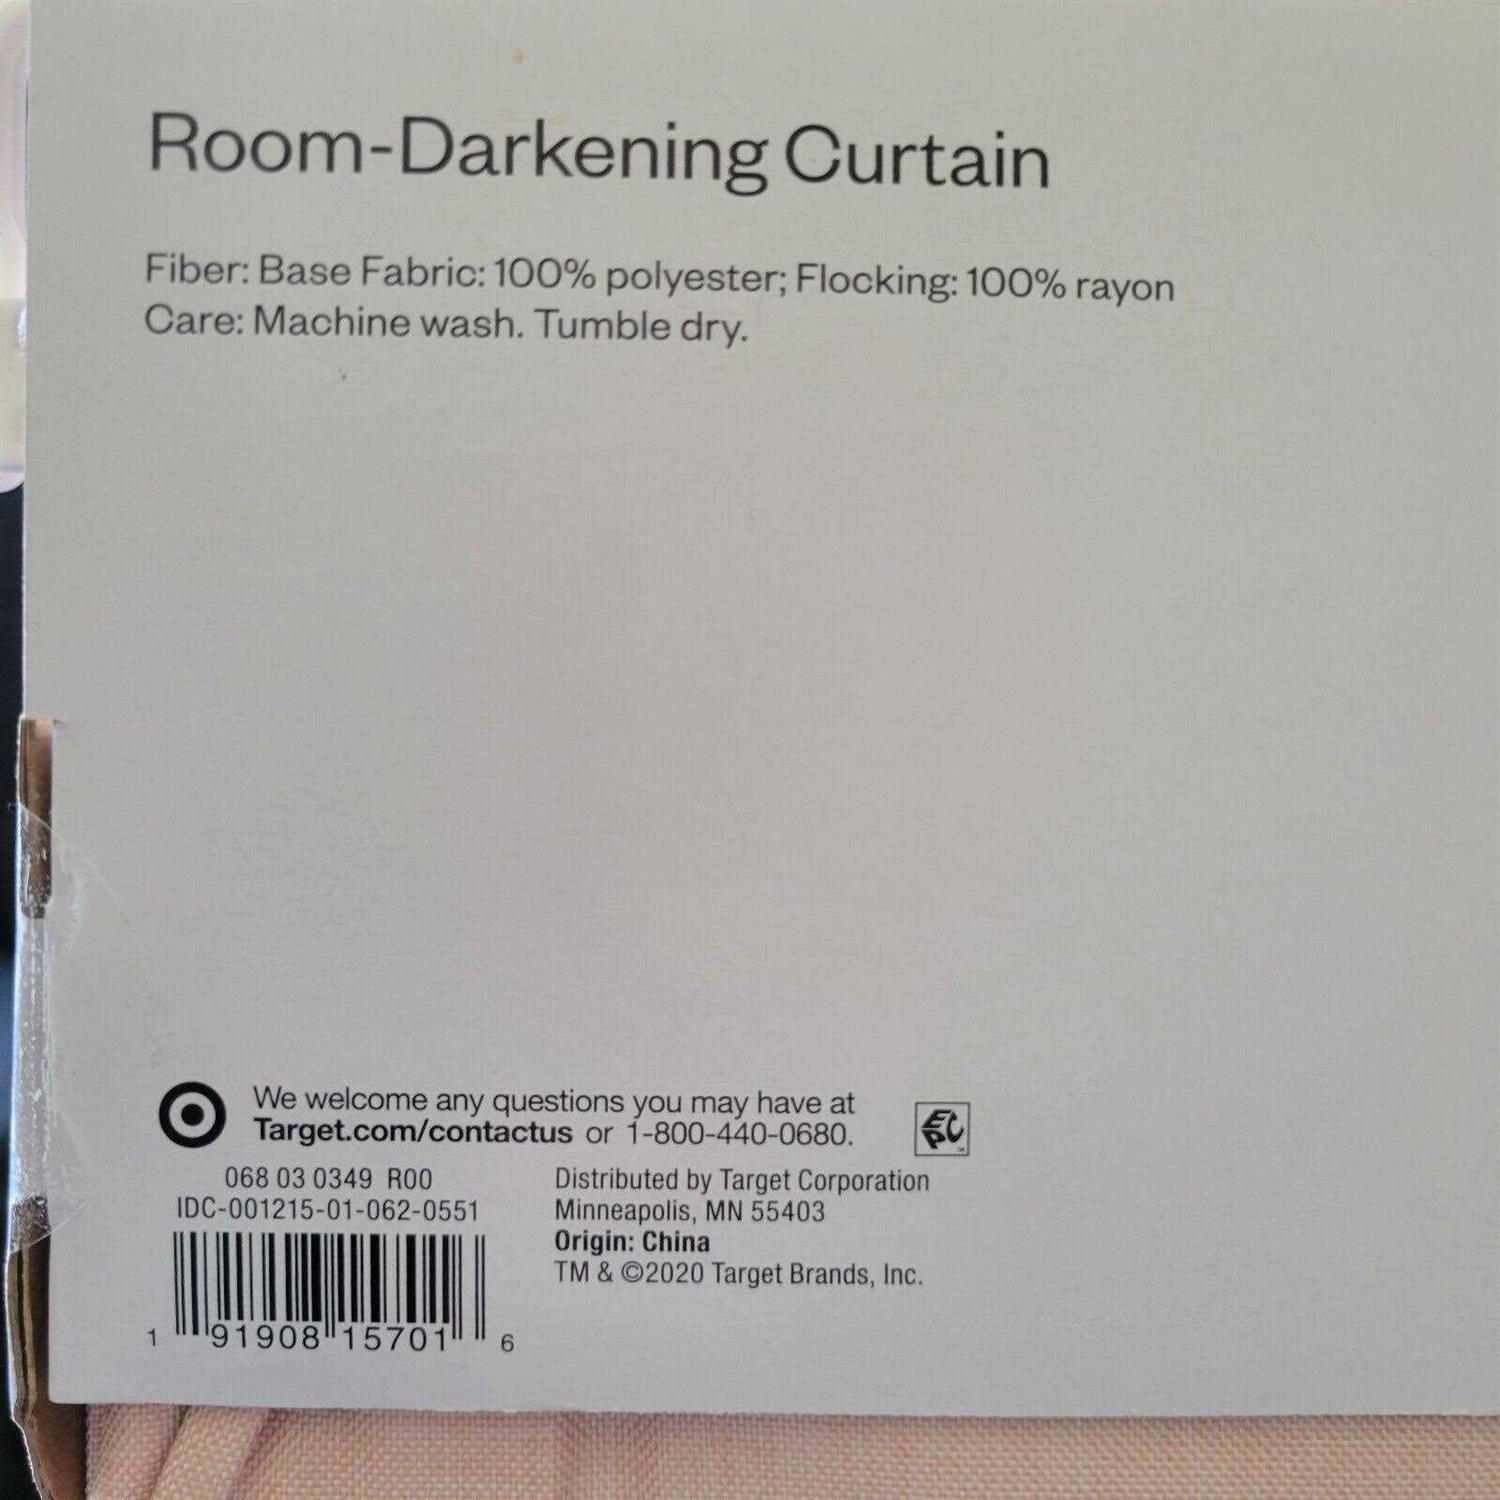 Room-Darkening Curtain
Fiber: Base Fabric: 100% polyester; Flocking: 100% rayon
Care: Machine wash. Tumble dry.
We welcome any questions you may have at
Target.com/contactus or 1-800-440-0680.
EC
PC
068 03 0349 R00
IDC-001215-01-062-0551
Distributed by Target Corporation
Minneapolis, MN 55403
Origin: China
TM & ©2020 Target Brands, Inc.
1 91908 15701 6